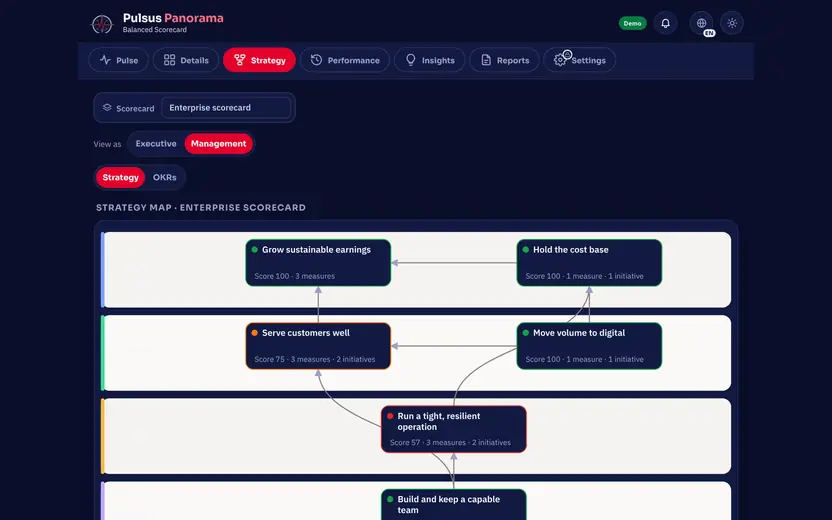 Pulsus Panorama
Balanced Scorecard
Demo
EN
Pulse
Details
Strategy
Performance
Insights
Reports
Settings
Scorecard
Enterprise scorecard
View as
Executive
Management
Strategy
OKRs
STRATEGY MAP · ENTERPRISE SCORECARD
Grow sustainable earnings
Score 100 · 3 measures
Hold the cost base
Score 100 · 1 measure · 1 initiative
Serve customers well
Score 75 · 3 measures · 2 initiatives
Move volume to digital
Score 100 · 1 measure · 1 initiative
Run a tight, resilient
operation
Score 57 · 3 measures · 2 initiatives
Build and keep a capable
team